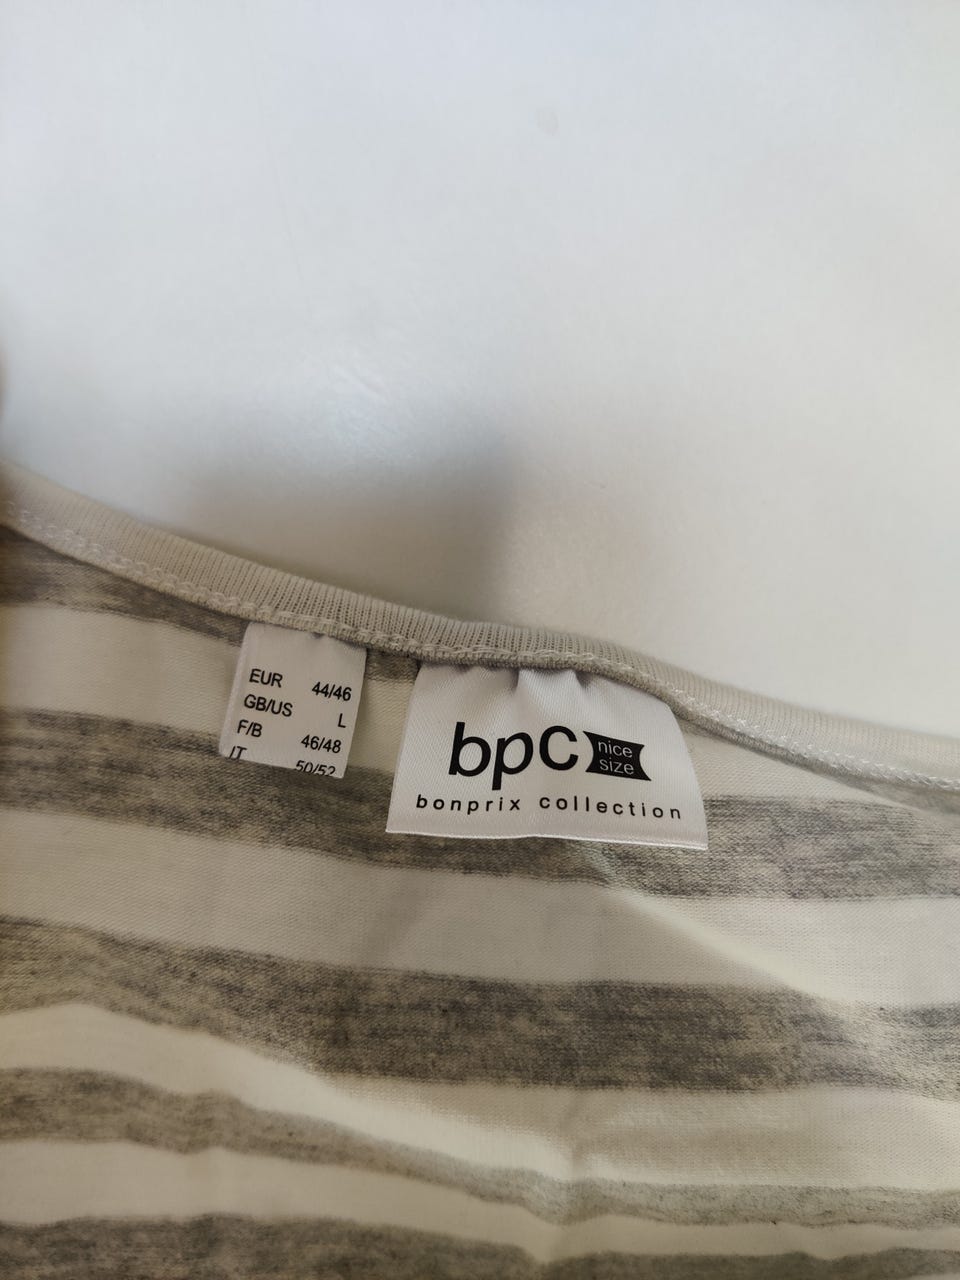 EUR 44/46
GB/US L
F/B 46/48
IT 50/52
bpc nice size
bonprix collection